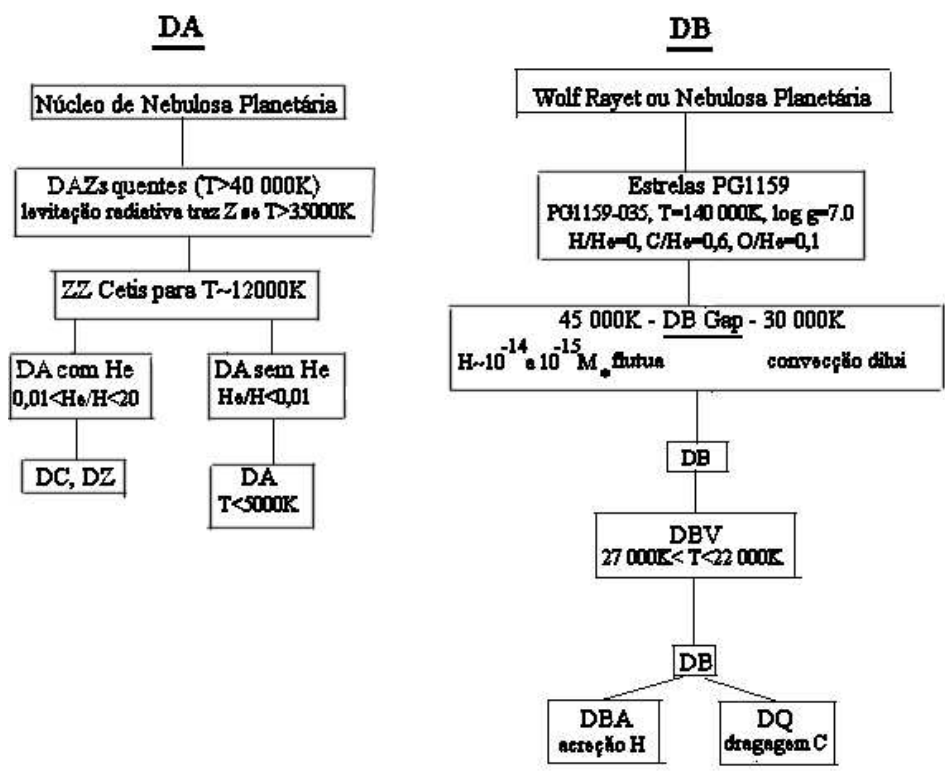 DA
Núcleo de Nebulosa Planetária
DAZs quentes (T>40 000K)
levitação radiativa traz Z se T>35000K
ZZ Cetis para T~12000K
DA com He
0,01<He/H<20
DA sem He
He/H<0,01
DC, DZ
DA
T<5000K
DB
Wolf Rayet ou Nebulosa Planetária
Estrelas PG1159
PG1159-035, T=140 000K, log g=7.0
H/He=0, C/He=0,6, O/He=0,1
45 000K - DB Gap - 30 000K
H~10^-14 a 10^-15 M* flutua convecção dilui
DB
DBV
27 000K< T<22 000K
DB
DBA
acreção H
DQ
dragagem C